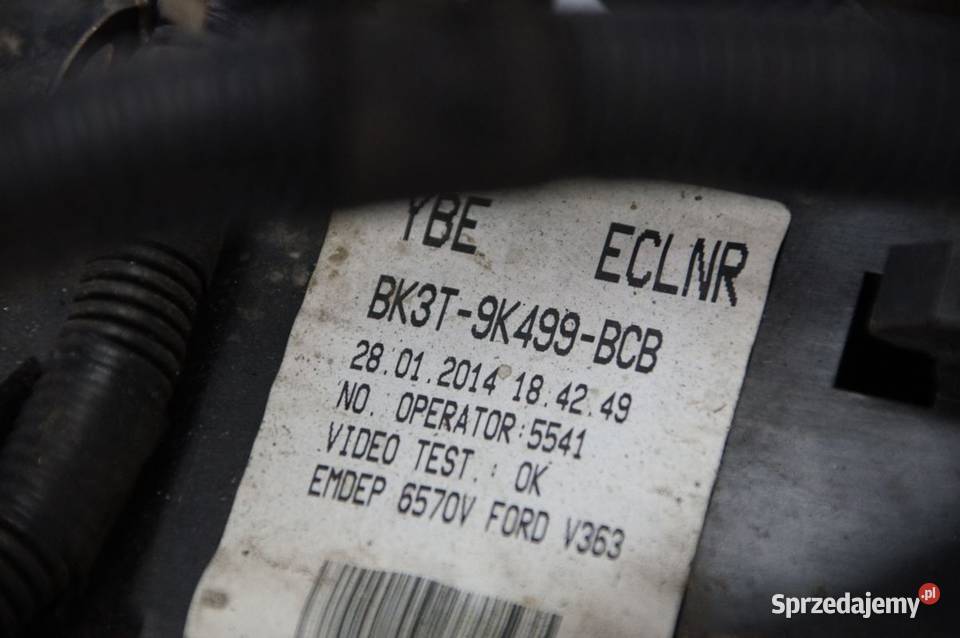 YBE ECLNR
BK3T-9K499-BCB
28.01.2014 18.42.49
NO. OPERATOR:5541
VIDEO TEST.: OK
EMDEP 6570V FORD V363
Sprzedajemy.pl